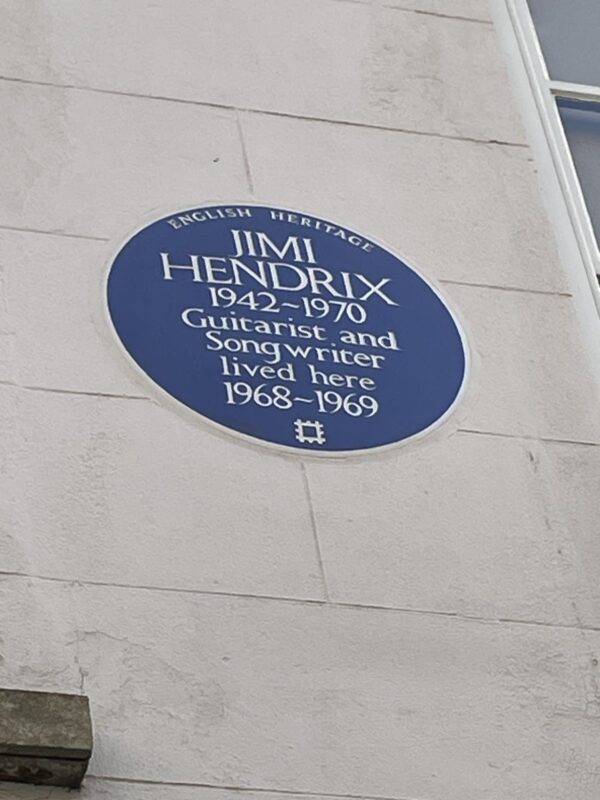 ENGLISH HERITAGE
JIMI
HENDRIX
1942~1970
Guitarist and
Songwriter
lived here
1968~1969